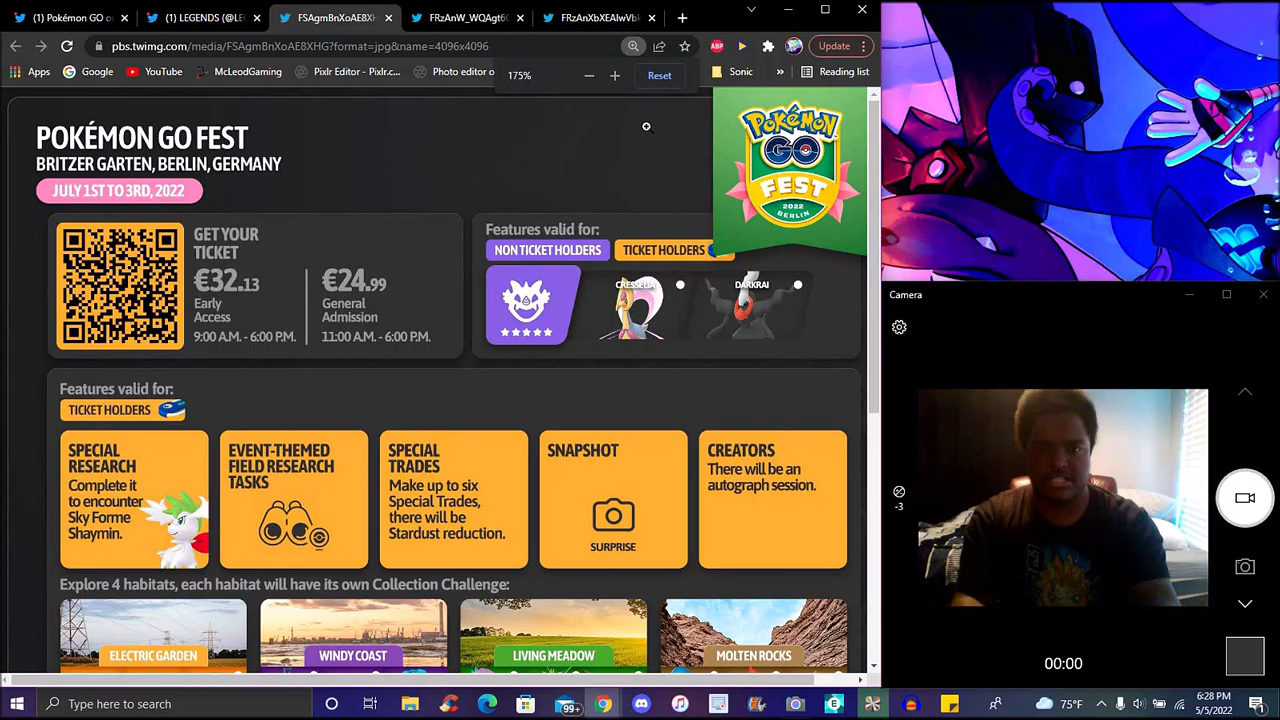 (1) Pokémon GO o
(1) LEGENDS (@LE
FSAgmBnXoAE8XH
FRzAnW_WQAgt6
FRzAnXbXEAIwVb
pbs.twimg.com/media/FSAgmBnXoAE8XHG?format=jpg&name=4096x4096
ABP
Update
Apps
Google
YouTube
McLeodGaming
Pixlr Editor - Pixlr.c...
Photo editor o
175%
Reset
Sonic
»
Reading list
POKÉMON GO FEST
BRITZER GARTEN, BERLIN, GERMANY
JULY 1ST TO 3RD, 2022
POKÉMON
GO
FEST
2022
BERLIN
GET YOUR
TICKET
€32.13
Early
Access
9:00 A.M. - 6:00 P.M.
€24.99
General
Admission
11:00 A.M. - 6:00 P.M.
Features valid for:
NON TICKET HOLDERS
TICKET HOLDERS
CRESSELIA
DARKRAI
Features valid for:
TICKET HOLDERS
SPECIAL
RESEARCH
Complete it
to encounter
Sky Forme
Shaymin.
EVENT-THEMED
FIELD RESEARCH
TASKS
SPECIAL
TRADES
Make up to six
Special Trades,
there will be
Stardust reduction.
SNAPSHOT
SURPRISE
CREATORS
There will be an
autograph session.
Explore 4 habitats, each habitat will have its own Collection Challenge:
ELECTRIC GARDEN
WINDY COAST
LIVING MEADOW
MOLTEN ROCKS
Camera
-3
00:00
Type here to search
99+
75°F
6:28 PM
5/5/2022